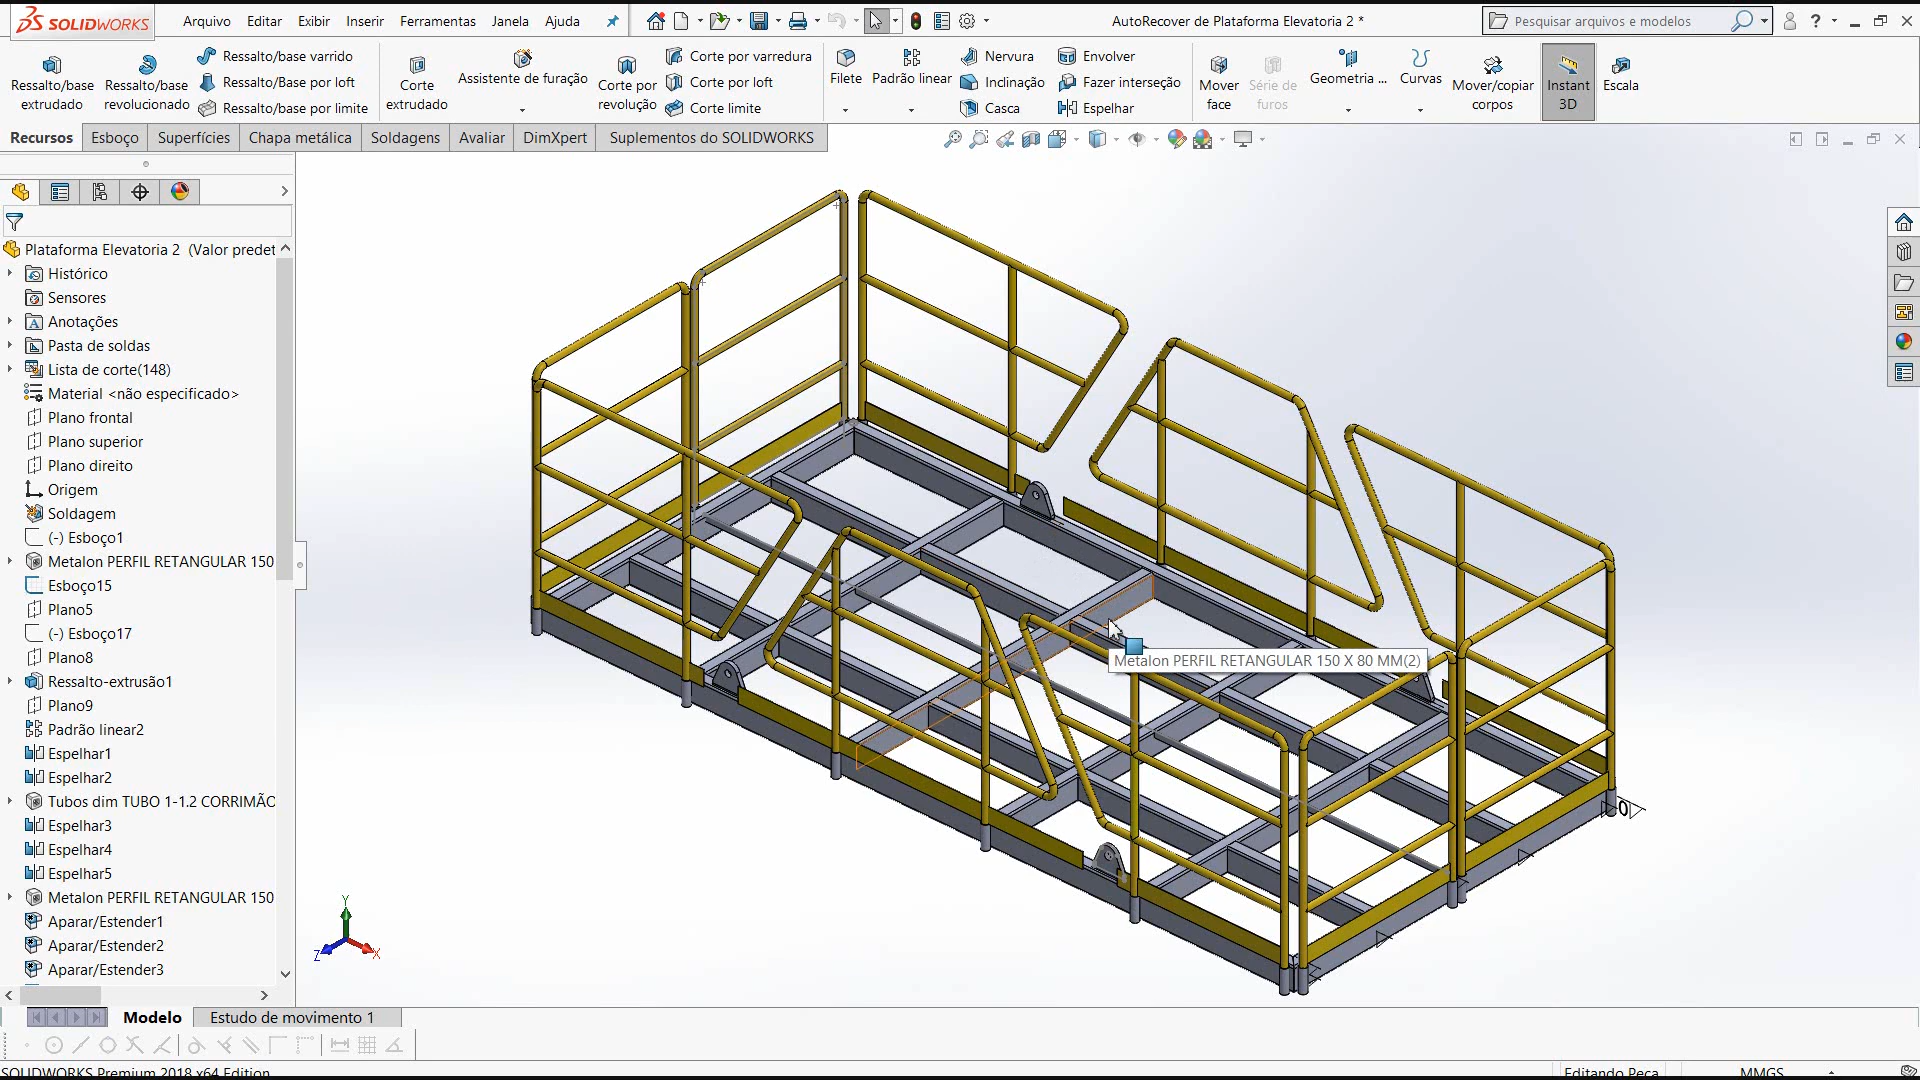 SOLIDWORKS
Arquivo Editar Exibir Inserir Ferramentas Janela Ajuda
AutoRecover de Plataforma Elevatoria 2 *
Pesquisar arquivos e modelos
?
Ressalto/base extrudado
Ressalto/base revolucionado
Ressalto/base varrido
Ressalto/base por loft
Ressalto/base por limite
Corte extrudado
Assistente de furação
Corte por revolução
Corte por varredura
Corte por loft
Corte limite
Filete
Padrão linear
Nervura
Inclinação
Casca
Envolver
Fazer interseção
Espelhar
Mover face
Série de furos
Geometria ...
Curvas
Mover/copiar corpos
Instant 3D
Escala
Recursos Esboço Superfícies Chapa metálica Soldagens Avaliar DimXpert Suplementos do SOLIDWORKS
Plataforma Elevatoria 2 (Valor predet
Histórico
Sensores
Anotações
Pasta de soldas
Lista de corte(148)
Material <não especificado>
Plano frontal
Plano superior
Plano direito
Origem
Soldagem
(-) Esboço1
Metalon PERFIL RETANGULAR 150
Esboço15
Plano5
(-) Esboço17
Plano8
Ressalto-extrusão1
Plano9
Padrão linear2
Espelhar1
Espelhar2
Tubos dim TUBO 1-1.2 CORRIMÃO
Espelhar3
Espelhar4
Espelhar5
Metalon PERFIL RETANGULAR 150
Aparar/Estender1
Aparar/Estender2
Aparar/Estender3
Metalon PERFIL RETANGULAR 150 X 80 MM(2)
0
Y
Z
X
Modelo Estudo de movimento 1
SOLIDWORKS Premium 2018 x64 Edition
Editando Peça
MMGS